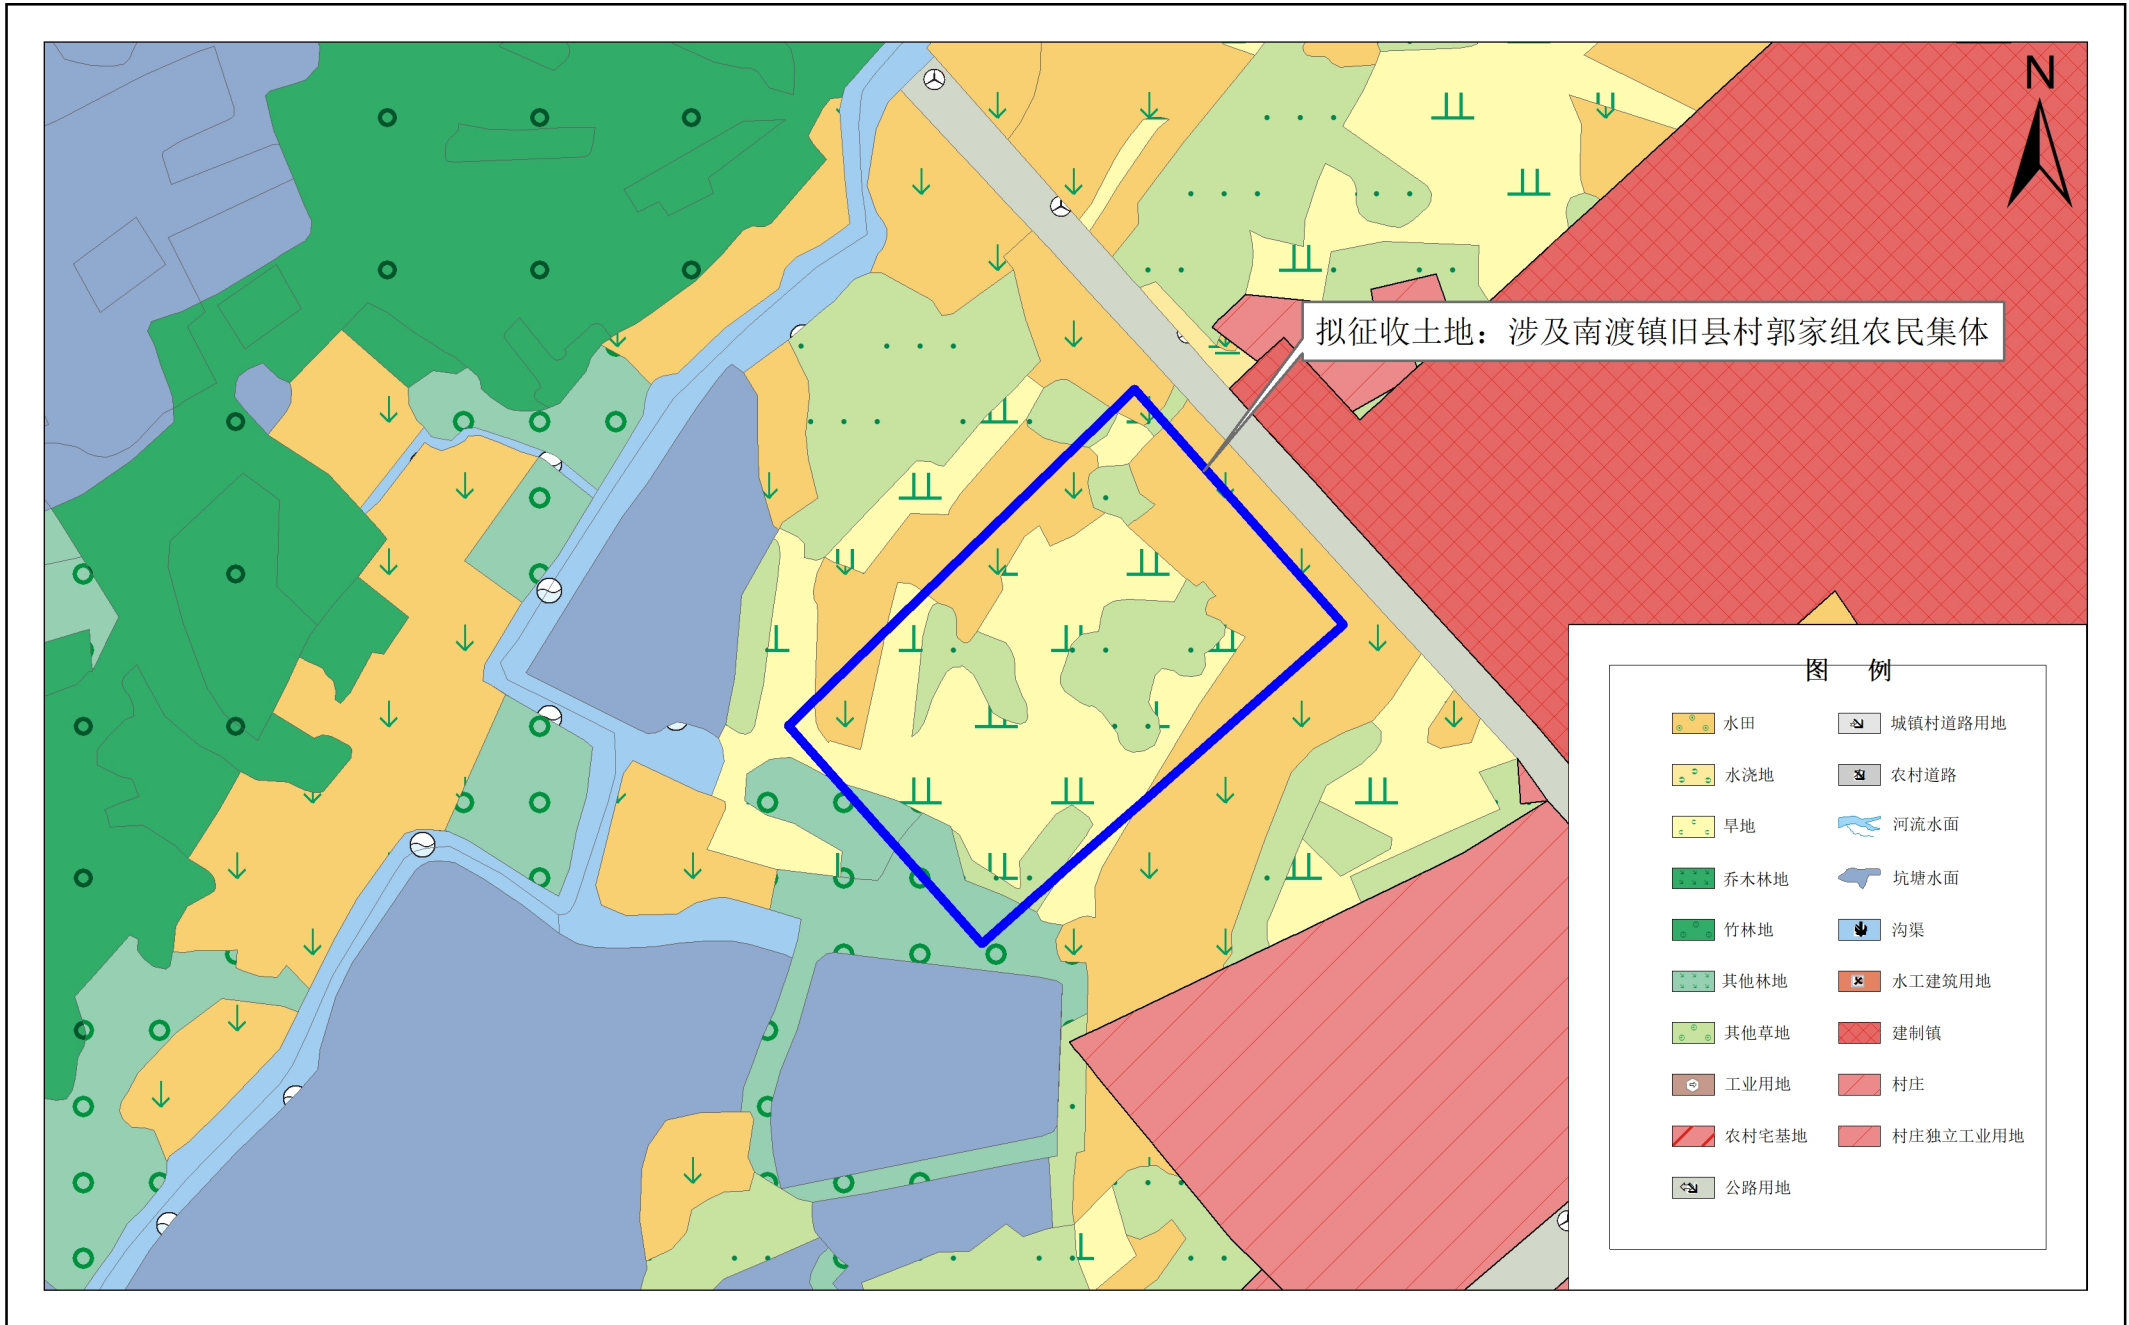 N
拟征收土地：涉及南渡镇旧县村郭家组农民集体
图 例
水田 城镇村道路用地
水浇地 农村道路
旱地 河流水面
乔木林地 坑塘水面
竹林地 沟渠
其他林地 水工建筑用地
其他草地 建制镇
工业用地 村庄
农村宅基地 村庄独立工业用地
公路用地